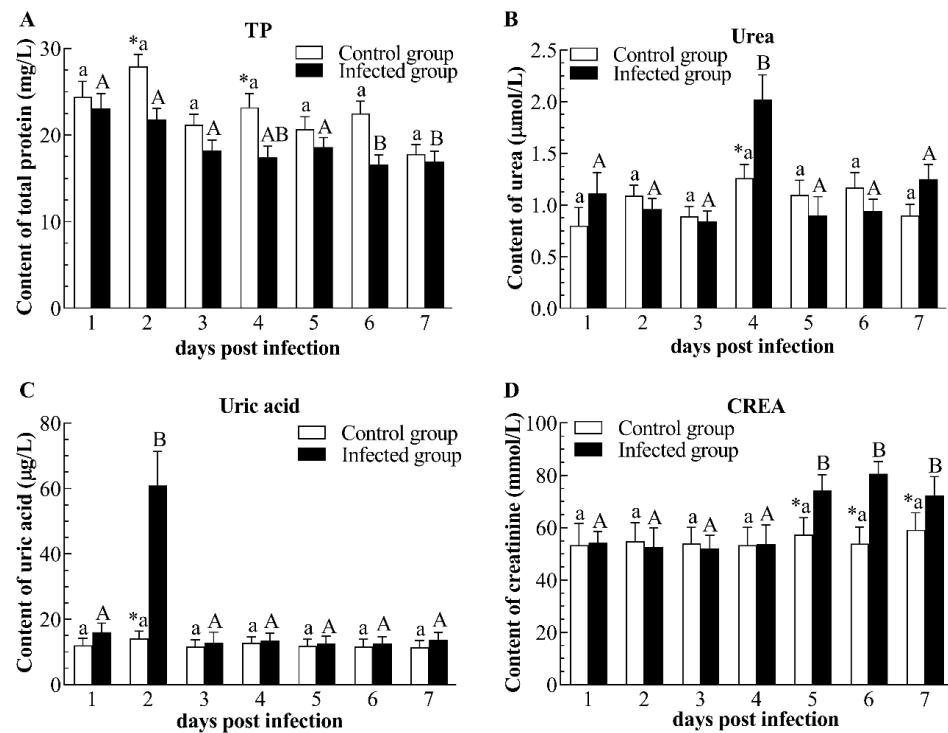 A
TP
Control group
Infected group
Content of total protein (mg/L)
30
25
20
15
10
5
0
a A *a A a A *a AB a A a B a B
1 2 3 4 5 6 7
days post infection
B
Urea
Control group
Infected group
Content of urea (μmol/L)
2.5
2.0
1.5
1.0
0.5
0.0
a A a A a A *a B a A a A a A
1 2 3 4 5 6 7
days post infection
C
Uric acid
Control group
Infected group
Content of uric acid (μg/L)
80
60
40
20
0
a A *a B a A a A a A a A a A
1 2 3 4 5 6 7
days post infection
D
CREA
Control group
Infected group
Content of creatinine (mmol/L)
100
80
60
40
20
0
a A a A a A a A *a B *a B *a B
1 2 3 4 5 6 7
days post infection